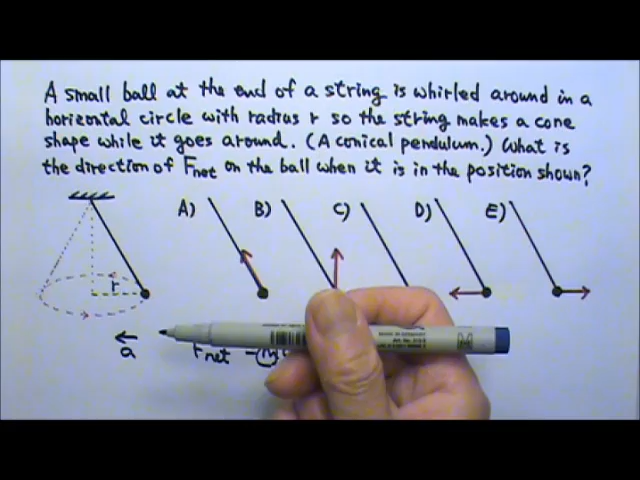 A small ball at the end of a string is whirled around in a
horizontal circle with radius r so the string makes a cone
shape while it goes around. (A conical pendulum.) What is
the direction of Fnet on the ball when it is in the position shown?
A) B) C) D) E)
r
a
Fnet = m